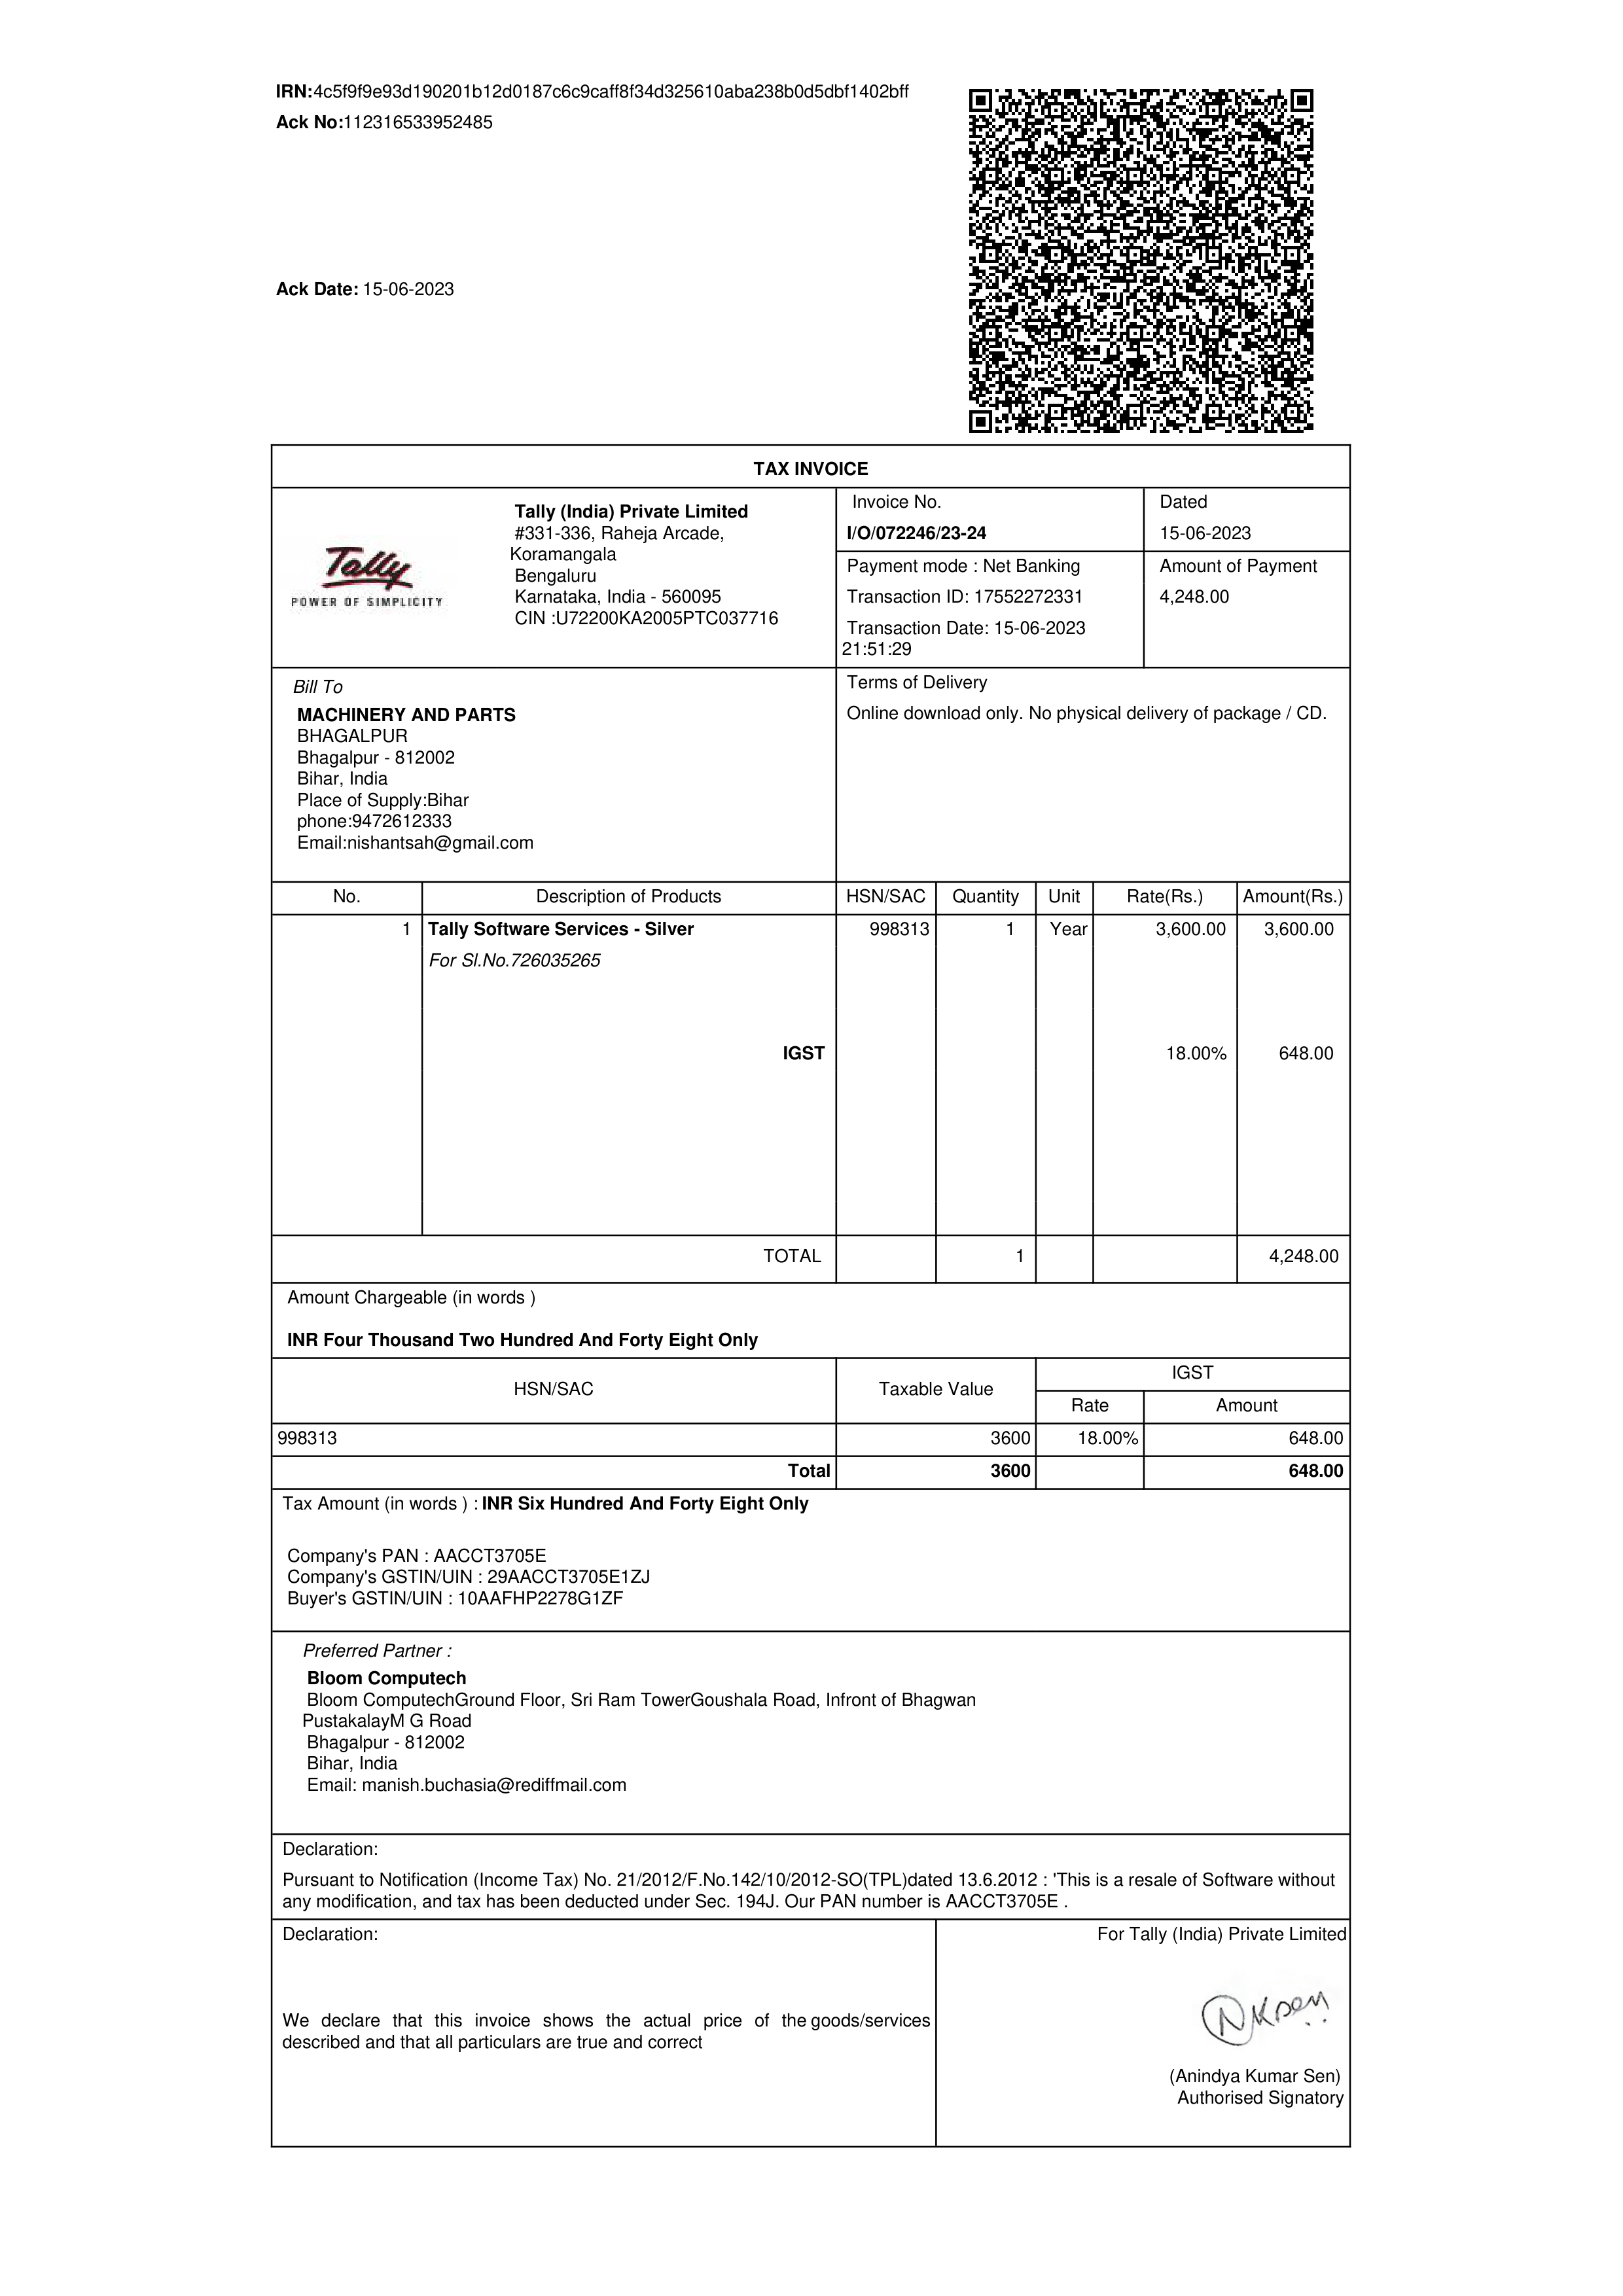 IRN:4c5f9f9e93d190201b12d0187c6c9caff8f34d325610aba238b0d5dbf1402bff
Ack No:112316533952485
Ack Date: 15-06-2023
TAX INVOICE
Tally
POWER OF SIMPLICITY
Tally (India) Private Limited
#331-336, Raheja Arcade,
Koramangala
Bengaluru
Karnataka, India - 560095
CIN :U72200KA2005PTC037716
Invoice No.
I/O/072246/23-24
Dated
15-06-2023
Payment mode : Net Banking
Transaction ID: 17552272331
Transaction Date: 15-06-2023
21:51:29
Amount of Payment
4,248.00
Bill To
MACHINERY AND PARTS
BHAGALPUR
Bhagalpur - 812002
Bihar, India
Place of Supply:Bihar
phone:9472612333
Email:nishantsah@gmail.com
Terms of Delivery
Online download only. No physical delivery of package / CD.
No. Description of Products HSN/SAC Quantity Unit Rate(Rs.) Amount(Rs.)
1 Tally Software Services - Silver 998313 1 Year 3,600.00 3,600.00
For Sl.No.726035265
IGST 18.00% 648.00
TOTAL 1 4,248.00
Amount Chargeable (in words )
INR Four Thousand Two Hundred And Forty Eight Only
HSN/SAC Taxable Value IGST
Rate Amount
998313 3600 18.00% 648.00
Total 3600 648.00
Tax Amount (in words ) : INR Six Hundred And Forty Eight Only
Company's PAN : AACCT3705E
Company's GSTIN/UIN : 29AACCT3705E1ZJ
Buyer's GSTIN/UIN : 10AAFHP2278G1ZF
Preferred Partner :
Bloom Computech
Bloom ComputechGround Floor, Sri Ram TowerGoushala Road, Infront of Bhagwan
PustakalayM G Road
Bhagalpur - 812002
Bihar, India
Email: manish.buchasia@rediffmail.com
Declaration:
Pursuant to Notification (Income Tax) No. 21/2012/F.No.142/10/2012-SO(TPL)dated 13.6.2012 : 'This is a resale of Software without
any modification, and tax has been deducted under Sec. 194J. Our PAN number is AACCT3705E .
Declaration:
We declare that this invoice shows the actual price of the goods/services
described and that all particulars are true and correct
For Tally (India) Private Limited
(Anindya Kumar Sen)
Authorised Signatory